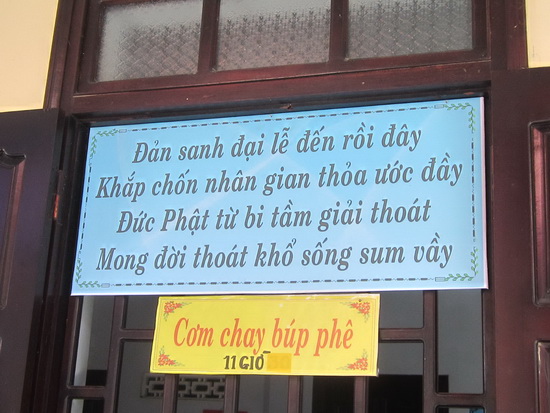 Đản sanh đại lễ đến rồi đây
Khắp chốn nhân gian thỏa ước đầy
Đức Phật từ bi tầm giải thoát
Mong đời thoát khổ sống sum vầy
Cơm chay búp phê
11 GIỜ